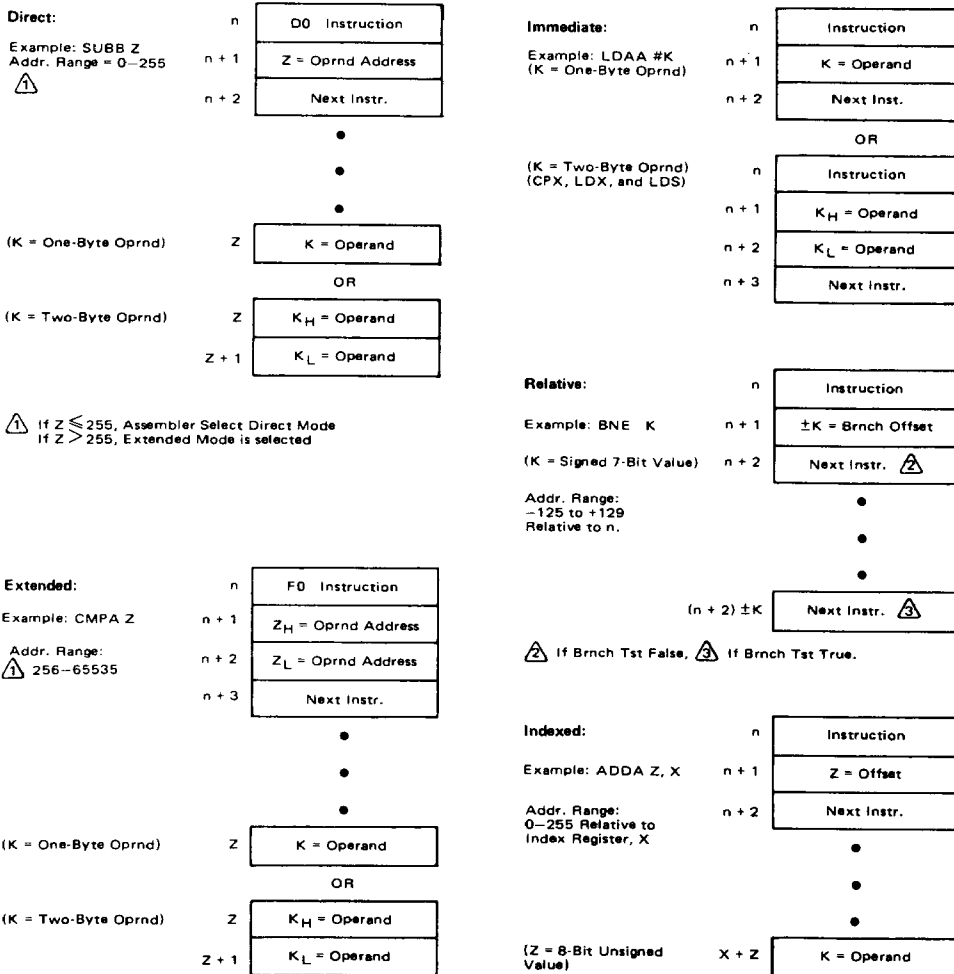 Direct:
n
D0 Instruction
Example: SUBB Z
Addr. Range = 0–255
⚠1
n + 1
Z = Oprnd Address
n + 2
Next Instr.
(K = One-Byte Oprnd)
Z
K = Operand
OR
(K = Two-Byte Oprnd)
Z
KH = Operand
Z + 1
KL = Operand
1 If Z ≤ 255, Assembler Select Direct Mode
If Z > 255, Extended Mode is selected
Extended:
n
F0 Instruction
Example: CMPA Z
n + 1
ZH = Oprnd Address
Addr. Range:
1 256–65535
n + 2
ZL = Oprnd Address
n + 3
Next Instr.
(K = One-Byte Oprnd)
Z
K = Operand
OR
(K = Two-Byte Oprnd)
Z
KH = Operand
Z + 1
KL = Operand
Immediate:
n
Instruction
Example: LDAA #K
(K = One-Byte Oprnd)
n + 1
K = Operand
n + 2
Next Inst.
OR
(K = Two-Byte Oprnd)
(CPX, LDX, and LDS)
n
Instruction
n + 1
KH = Operand
n + 2
KL = Operand
n + 3
Next Instr.
Relative:
n
Instruction
Example: BNE K
n + 1
±K = Brnch Offset
(K = Signed 7-Bit Value)
n + 2
Next Instr. 2
Addr. Range:
–125 to +129
Relative to n.
(n + 2) ±K
Next Instr. 3
2 If Brnch Tst False, 3 If Brnch Tst True.
Indexed:
n
Instruction
Example: ADDA Z, X
n + 1
Z = Offset
Addr. Range:
0–255 Relative to
Index Register, X
n + 2
Next Instr.
(Z = 8-Bit Unsigned
Value)
X + Z
K = Operand